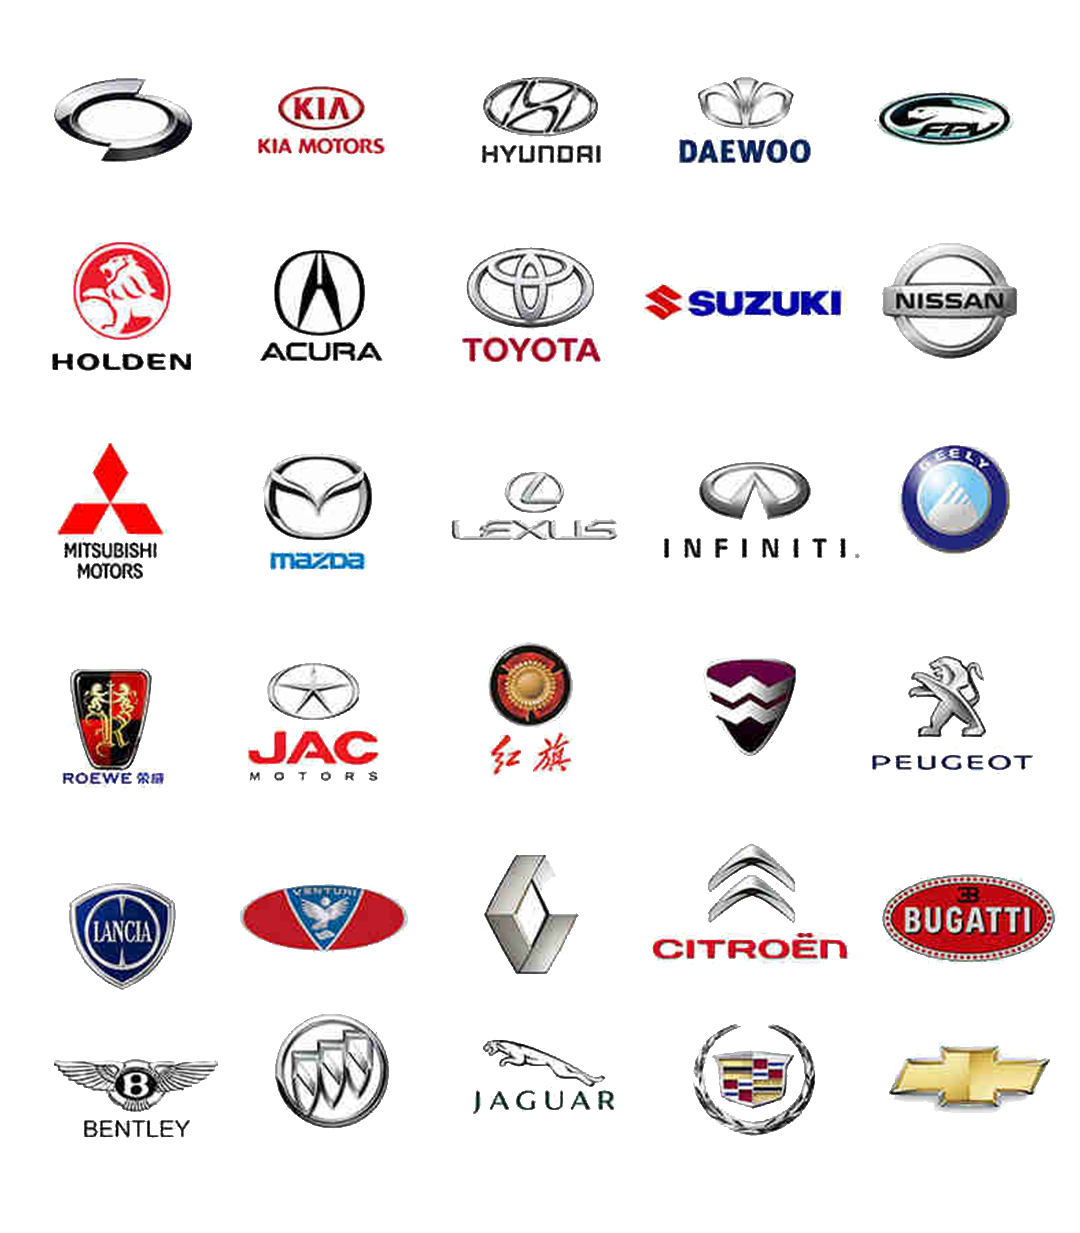 KIA
KIA MOTORS
HYUNDAI
DAEWOO
FPV
HOLDEN
ACURA
TOYOTA
SUZUKI
NISSAN
MITSUBISHI
MOTORS
mazda
LEXUS
INFINITI
GEELY
R
ROEWE 荣威
JAC
MOTORS
红旗
PEUGEOT
LANCIA
VENTURI
CITROËN
EB
BUGATTI
B
BENTLEY
JAGUAR